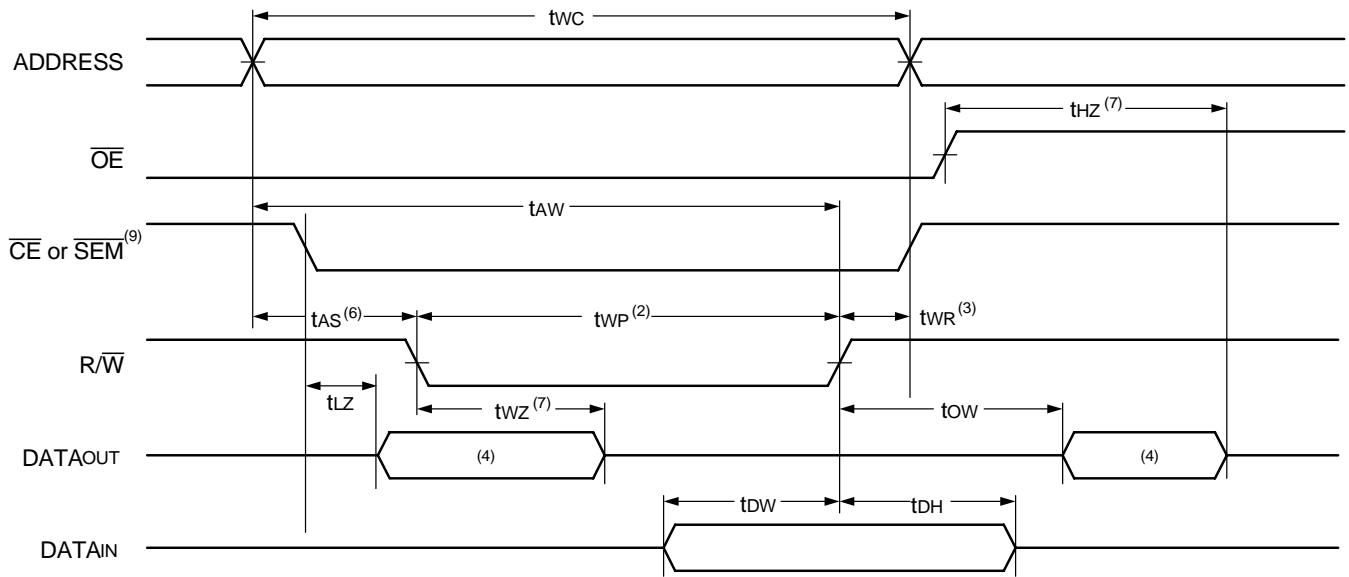 tWC
ADDRESS
tHZ(7)
OE
tAW
CE or SEM(9)
tAS(6) tWP(2) tWR(3)
R/W
tLZ tWZ(7) tOW
DATAOUT (4) (4)
tDW tDH
DATAIN